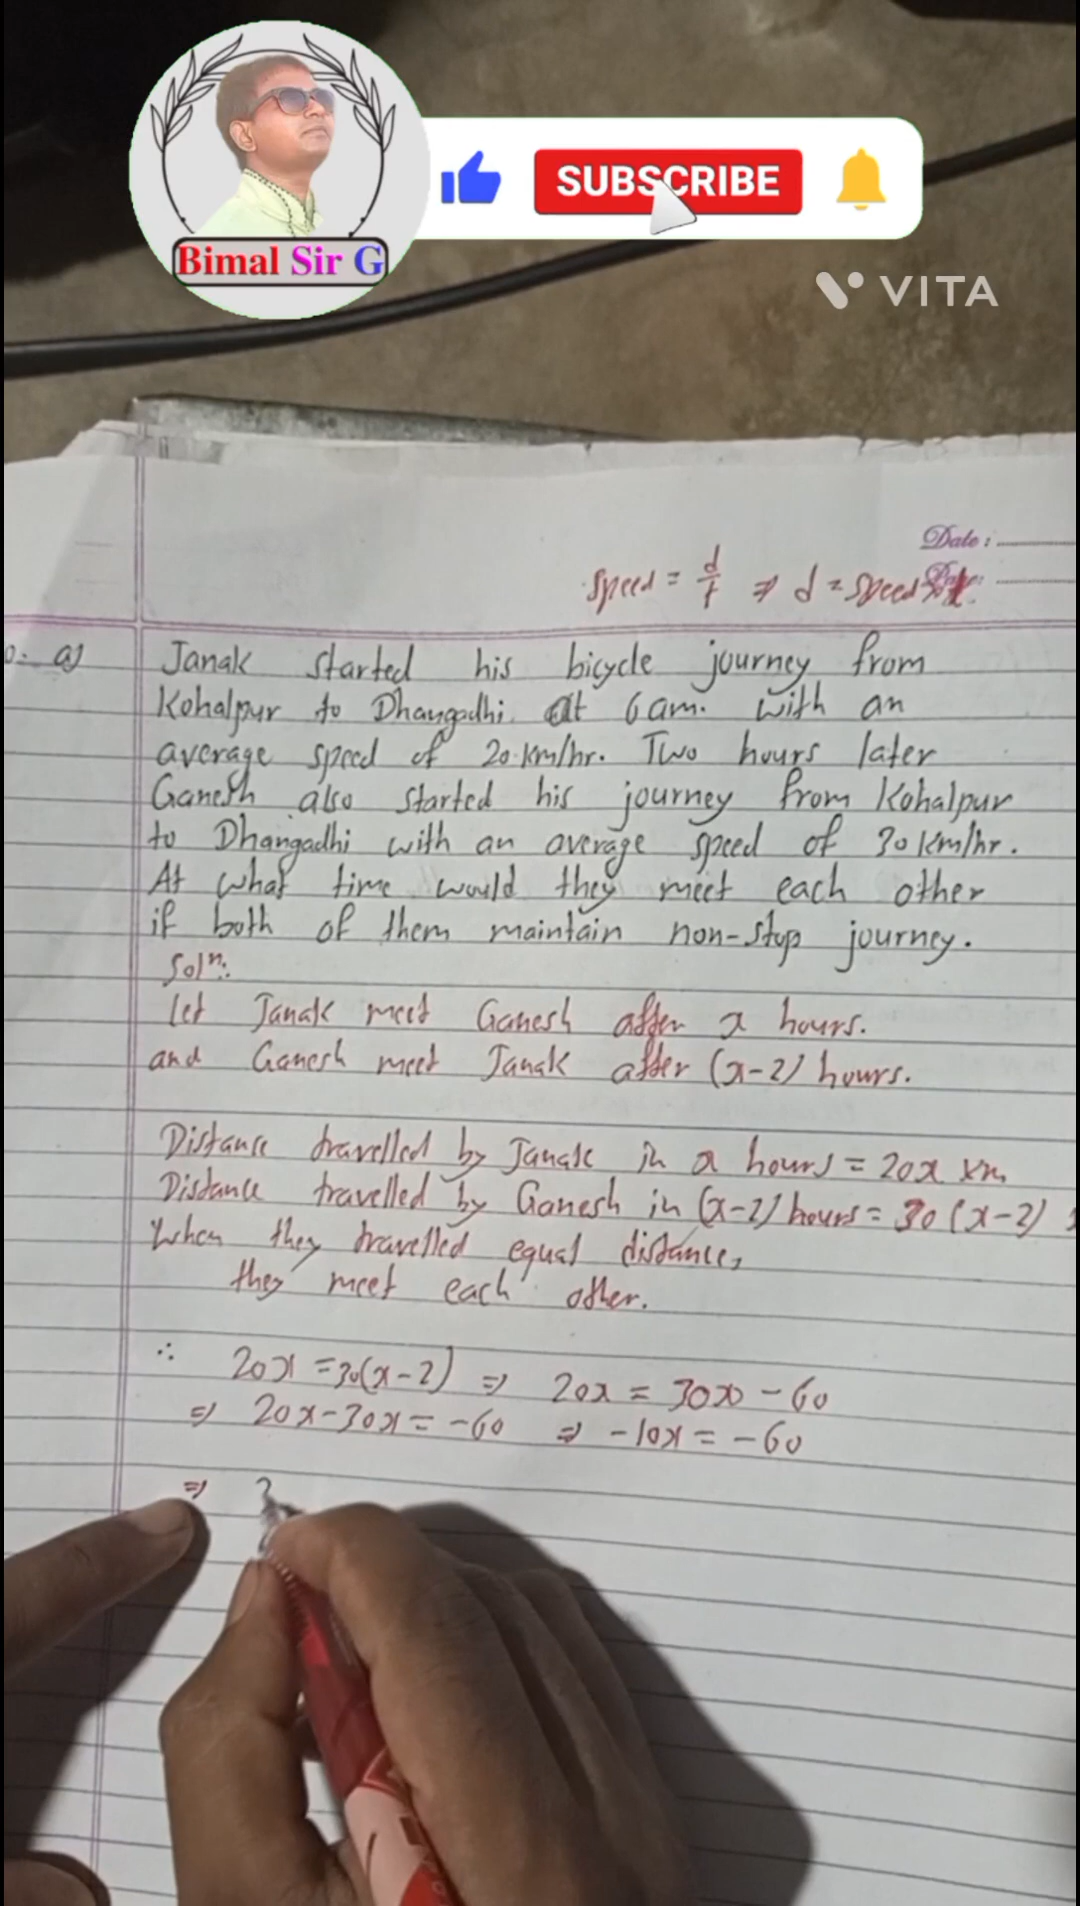 Bimal Sir G
SUBSCRIBE
VITA
Date :
speed = d/t ⇒ d = speed × t
a) Janak started his bicycle journey from
Kohalpur to Dhangadhi at 6 am. with an
average speed of 20 km/hr. Two hours later
Ganesh also started his journey from Kohalpur
to Dhangadhi with an average speed of 30 km/hr.
At what time would they meet each other
if both of them maintain non-stop journey.
Solⁿ:
Let Janak meet Ganesh after x hours.
and Ganesh meet Janak after (x-2) hours.
Distance travelled by Janak in x hours = 20x km
Distance travelled by Ganesh in (x-2) hours = 30(x-2)
When they travelled equal distance,
they meet each other.
∴ 20x = 30(x-2) ⇒ 20x = 30x - 60
⇒ 20x - 30x = -60 ⇒ -10x = -60
⇒